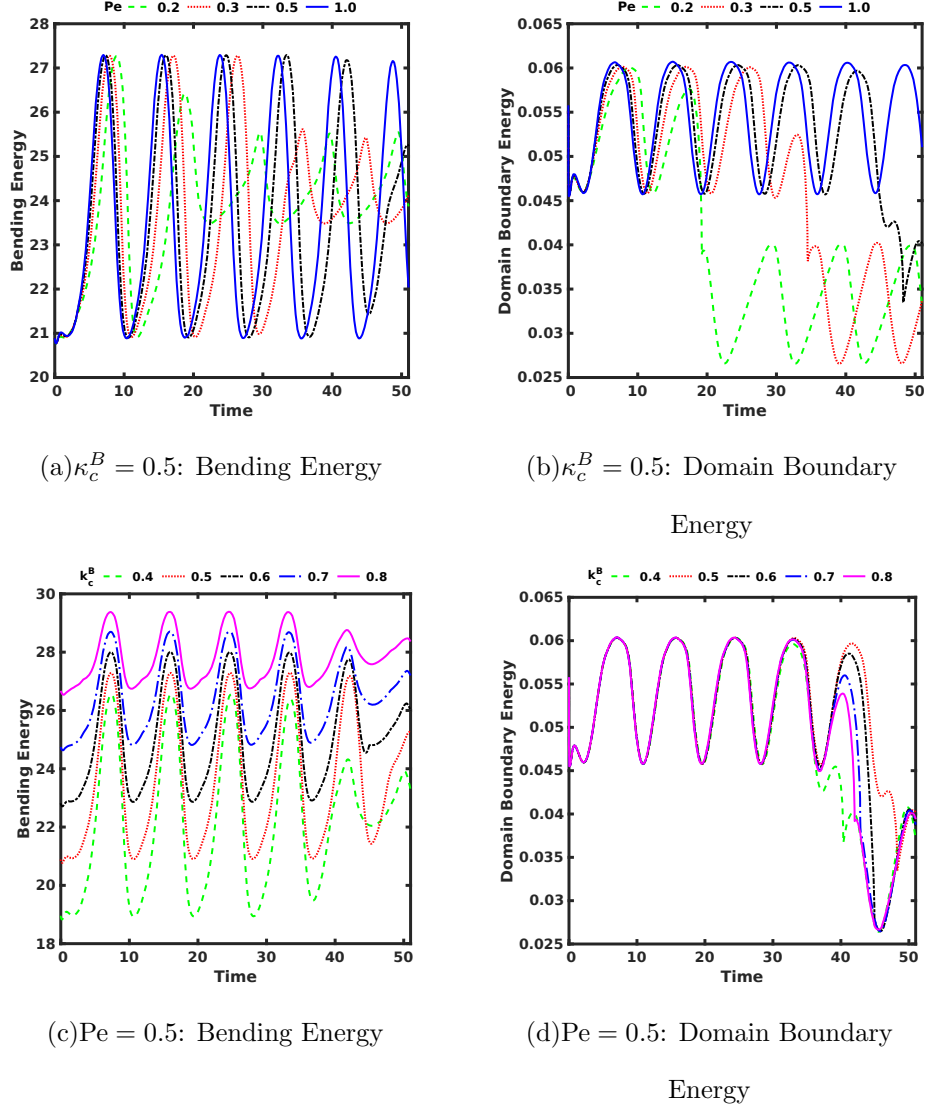 Pe 0.2 0.3 0.5 1.0
28
27
26
25
24
23
22
21
20
0 10 20 30 40 50
Bending Energy
Time
Pe 0.2 0.3 0.5 1.0
0.065
0.06
0.055
0.05
0.045
0.04
0.035
0.03
0.025
0 10 20 30 40 50
Domain Boundary Energy
Time
(a)κ_c^B = 0.5: Bending Energy
(b)κ_c^B = 0.5: Domain Boundary
Energy
k_c^B 0.4 0.5 0.6 0.7 0.8
30
28
26
24
22
20
18
0 10 20 30 40 50
Bending Energy
Time
k_c^B 0.4 0.5 0.6 0.7 0.8
0.065
0.06
0.055
0.05
0.045
0.04
0.035
0.03
0.025
0 10 20 30 40 50
Domain Boundary Energy
Time
(c)Pe = 0.5: Bending Energy
(d)Pe = 0.5: Domain Boundary
Energy